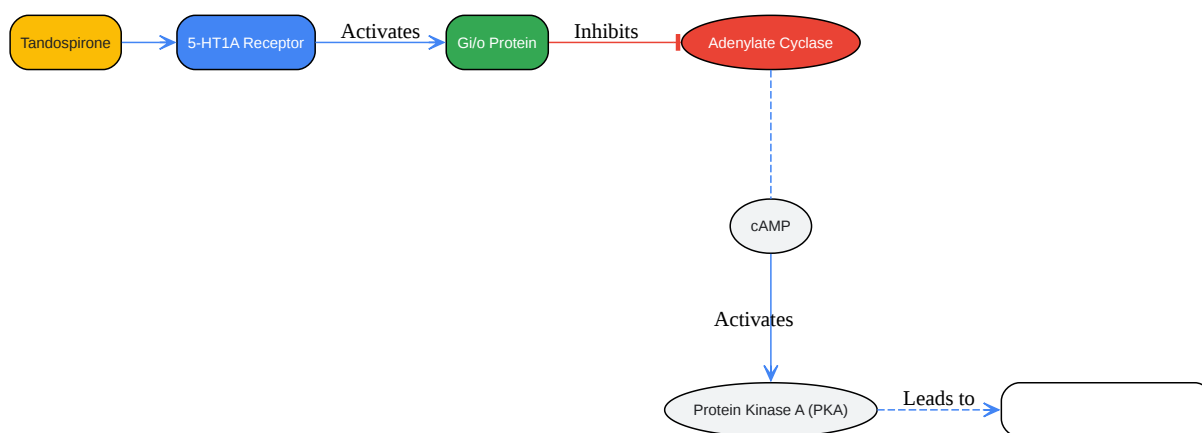 Tandospirone
5-HT1A Receptor
Activates
Gi/o Protein
Inhibits
Adenylate Cyclase
cAMP
Activates
Protein Kinase A (PKA)
Leads to